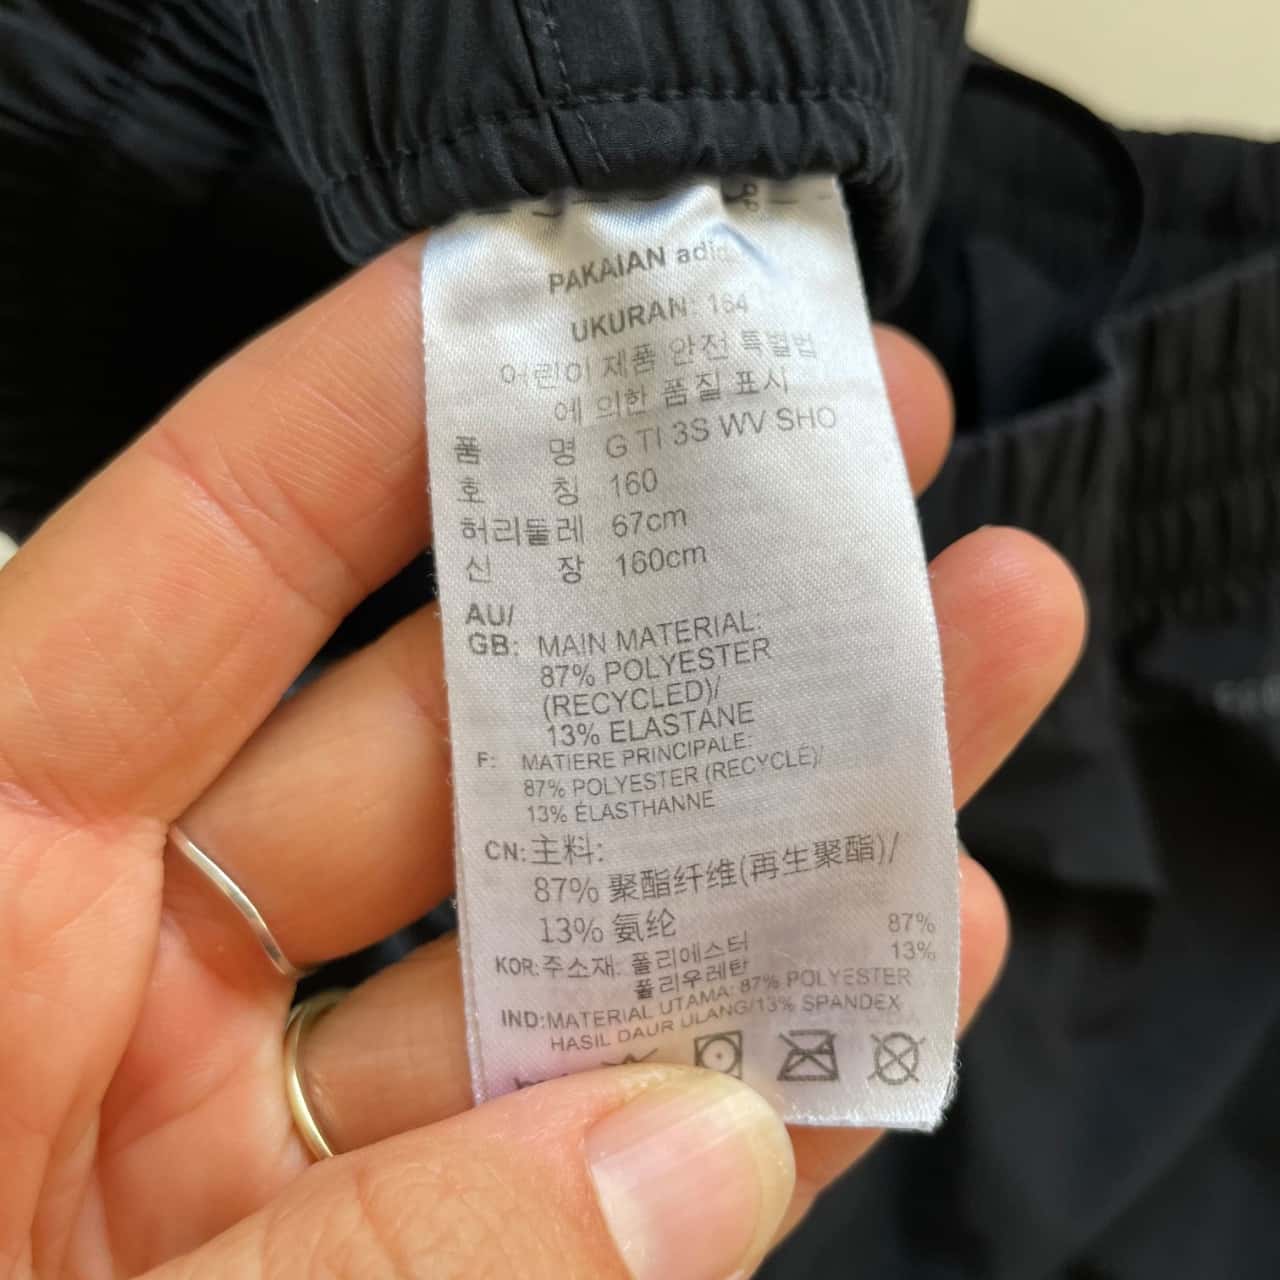 PAKAIAN adi
UKURAN: 164
어린이 제품 안전 특별법
에 의한 품질 표시
품 명 G TI 3S WV SHO
호 칭 160
허리둘레 67cm
신 장 160cm
AU/
GB: MAIN MATERIAL:
87% POLYESTER
(RECYCLED)/
13% ELASTANE
F: MATIERE PRINCIPALE:
87% POLYESTER (RECYCLÉ)/
13% ÉLASTHANNE
CN: 主料:
87% 聚酯纤维(再生聚酯)/
13% 氨纶
KOR: 주소재: 폴리에스터 87%
폴리우레탄 13%
IND: MATERIAL UTAMA: 87% POLYESTER
HASIL DAUR ULANG/13% SPANDEX